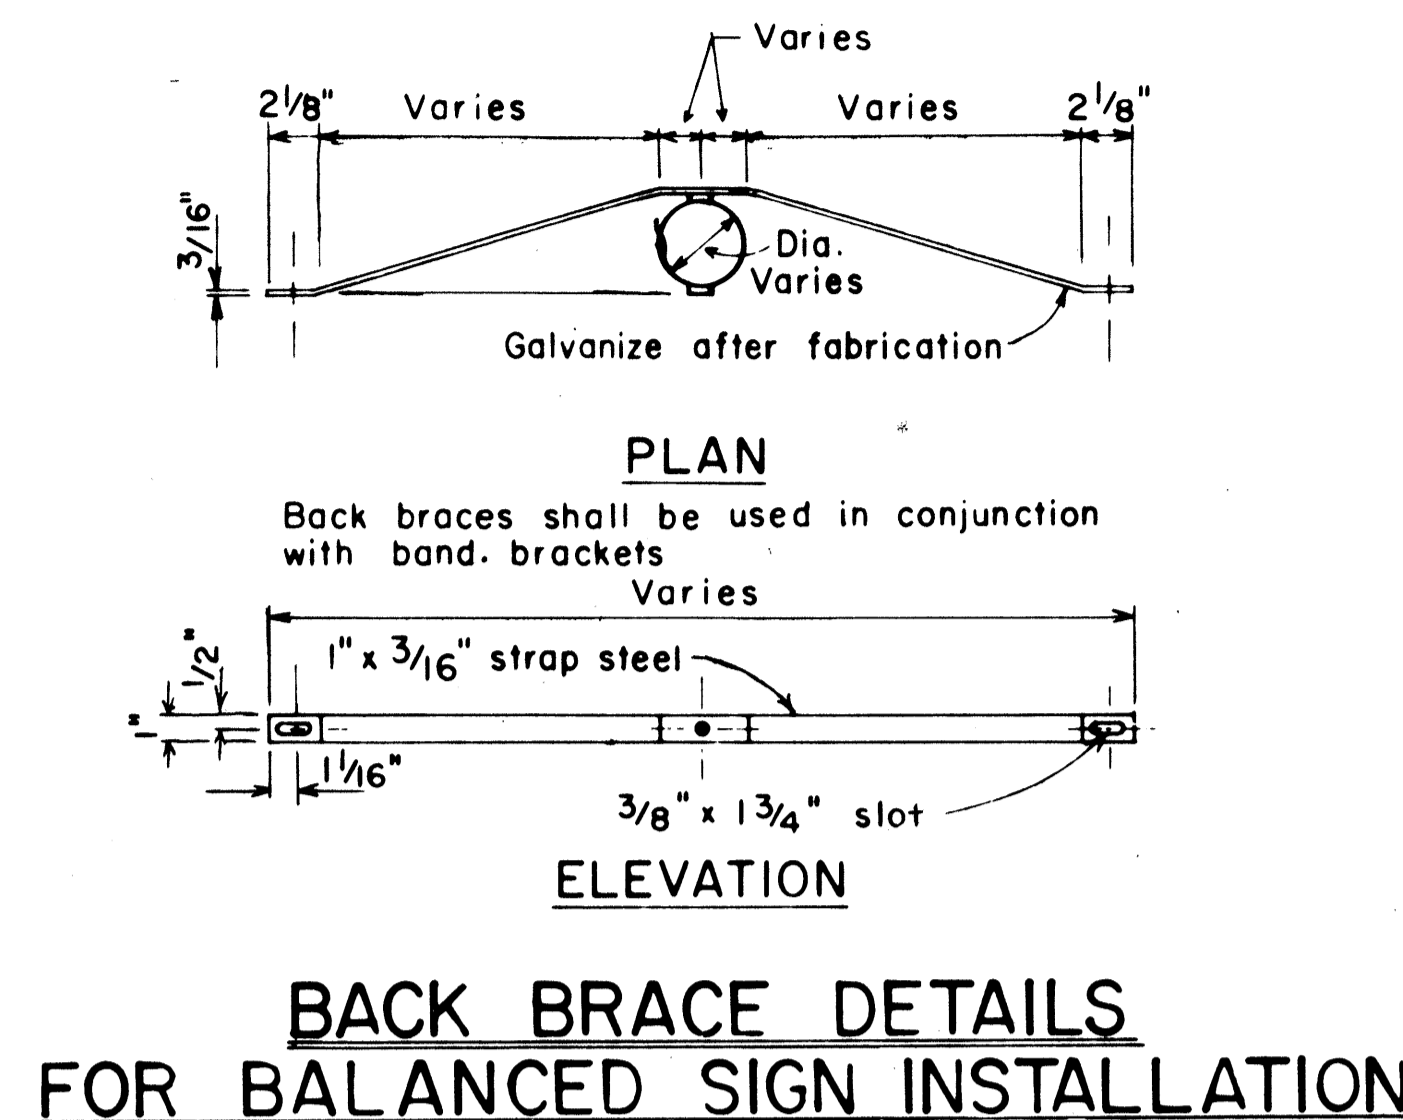 Varies
2 1/8" Varies Varies 2 1/8"
3/16"
Dia.
Varies
Galvanize after fabrication
PLAN
Back braces shall be used in conjunction
with band. brackets
Varies
1/2"
1" x 3/16" strap steel
1"
1 1/16"
3/8" x 1 3/4" slot
ELEVATION
BACK BRACE DETAILS
FOR BALANCED SIGN INSTALLATION